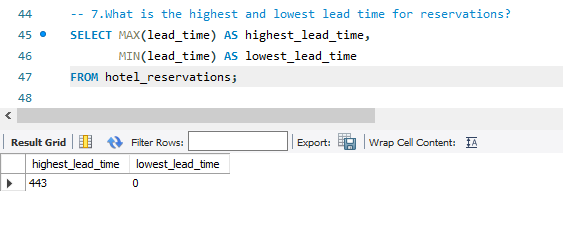 44 -- 7.What is the highest and lowest lead time for reservations?
45 SELECT MAX(lead_time) AS highest_lead_time,
46 MIN(lead_time) AS lowest_lead_time
47 FROM hotel_reservations;
48
Result Grid Filter Rows: Export: Wrap Cell Content:
highest_lead_time lowest_lead_time
443 0